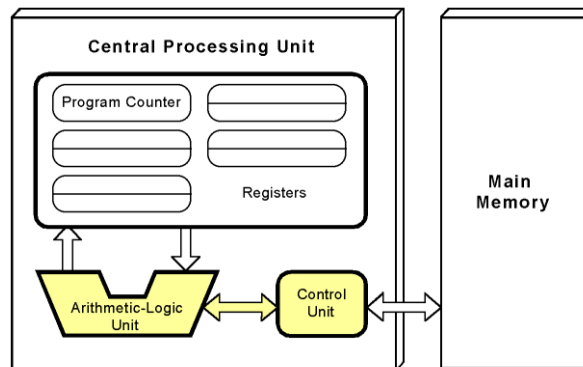 Central Processing Unit
Program Counter
Registers
Main
Memory
Arithmetic-Logic
Unit
Control
Unit